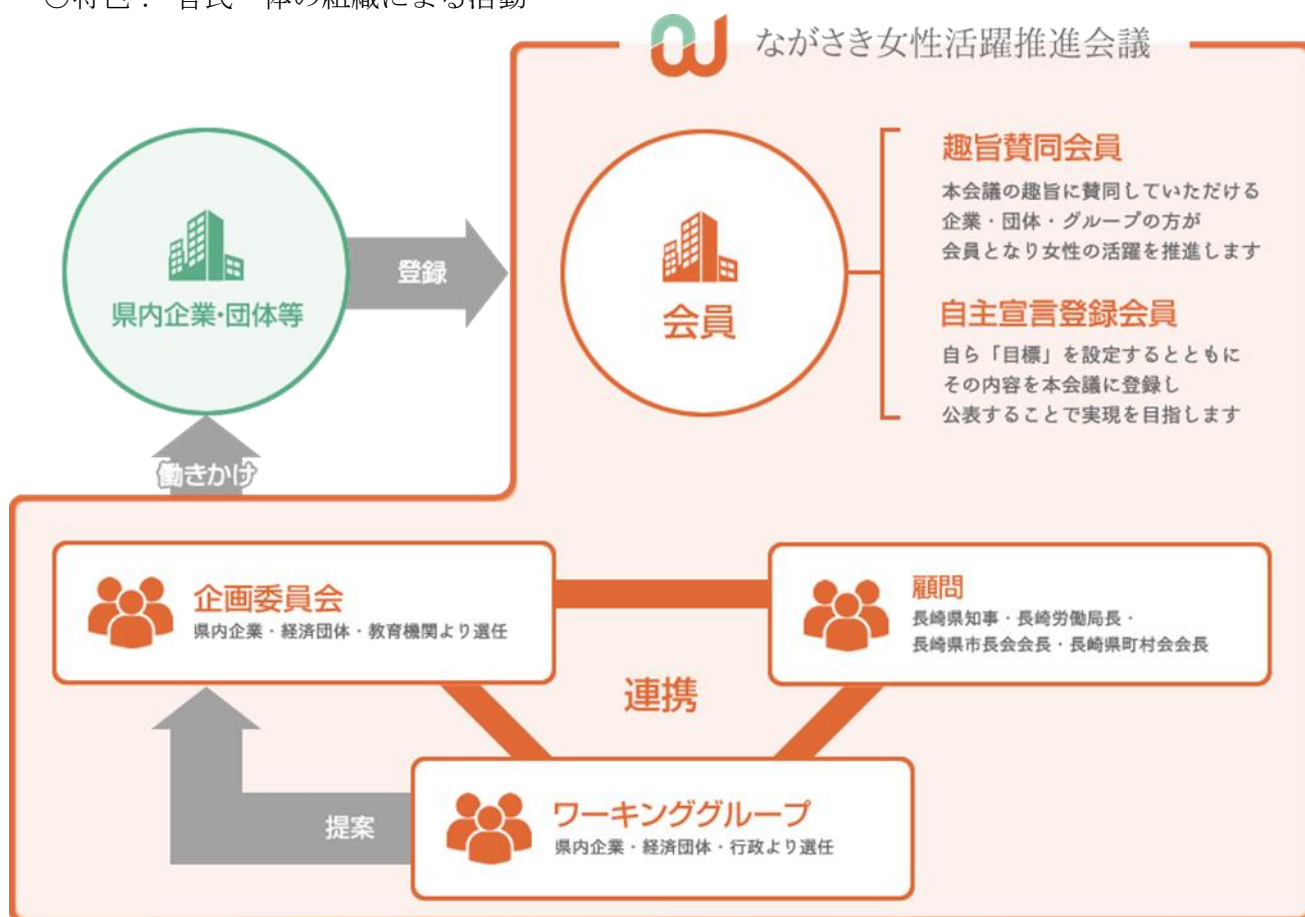 ながさき女性活躍推進会議
県内企業・団体等
登録
会員
趣旨賛同会員
本会議の趣旨に賛同していただける
企業・団体・グループの方が
会員となり女性の活躍を推進します
自主宣言登録会員
自ら「目標」を設定するとともに
その内容を本会議に登録し
公表することで実現を目指します
働きかけ
企画委員会
県内企業・経済団体・教育機関より選任
顧問
長崎県知事・長崎労働局長・
長崎県市長会会長・長崎県町村会会長
連携
提案
ワーキンググループ
県内企業・経済団体・行政より選任